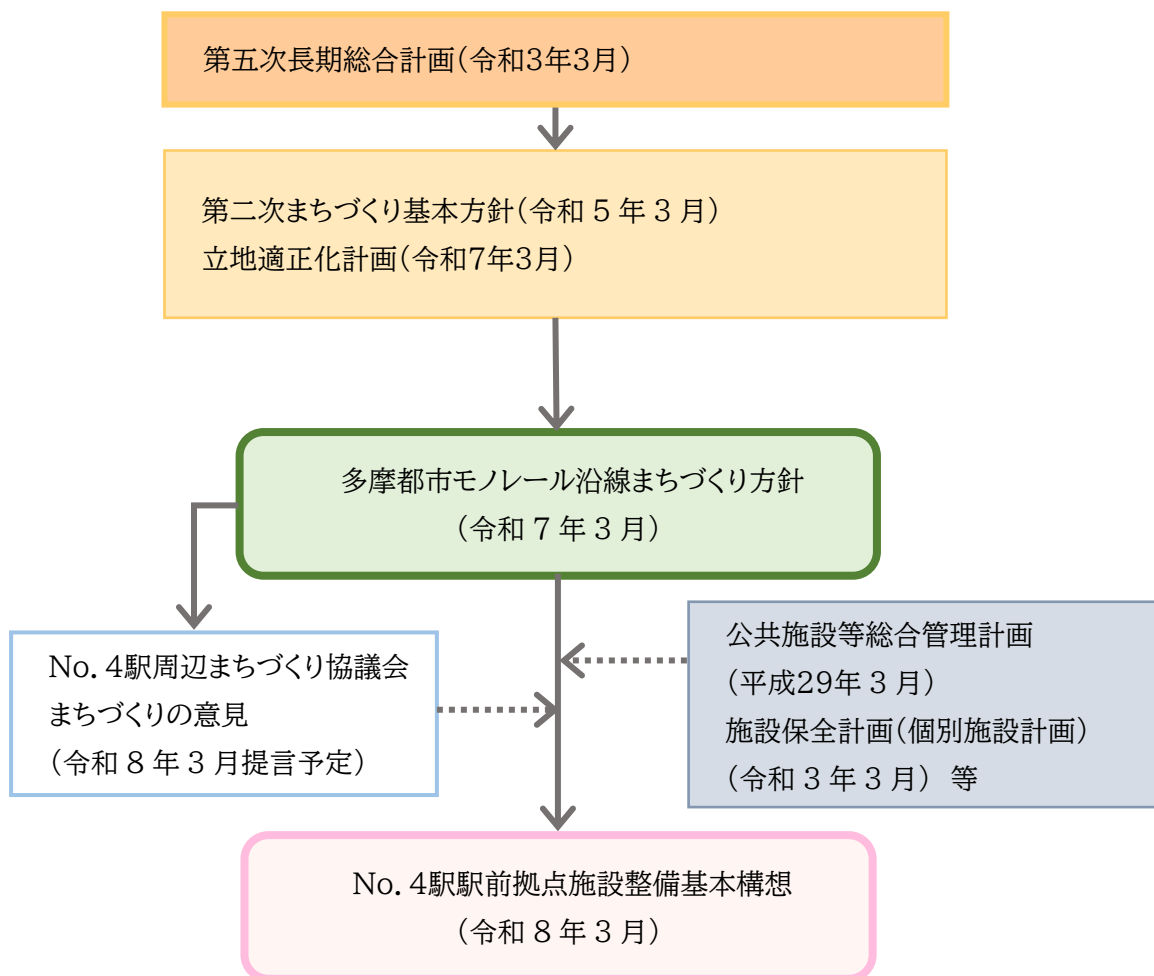 第五次長期総合計画(令和3年3月)
第二次まちづくり基本方針(令和5年3月)
立地適正化計画(令和7年3月)
多摩都市モノレール沿線まちづくり方針
(令和7年3月)
No.4駅周辺まちづくり協議会
まちづくりの意見
(令和8年3月提言予定)
公共施設等総合管理計画
(平成29年3月)
施設保全計画(個別施設計画)
(令和3年3月) 等
No.4駅駅前拠点施設整備基本構想
(令和8年3月)